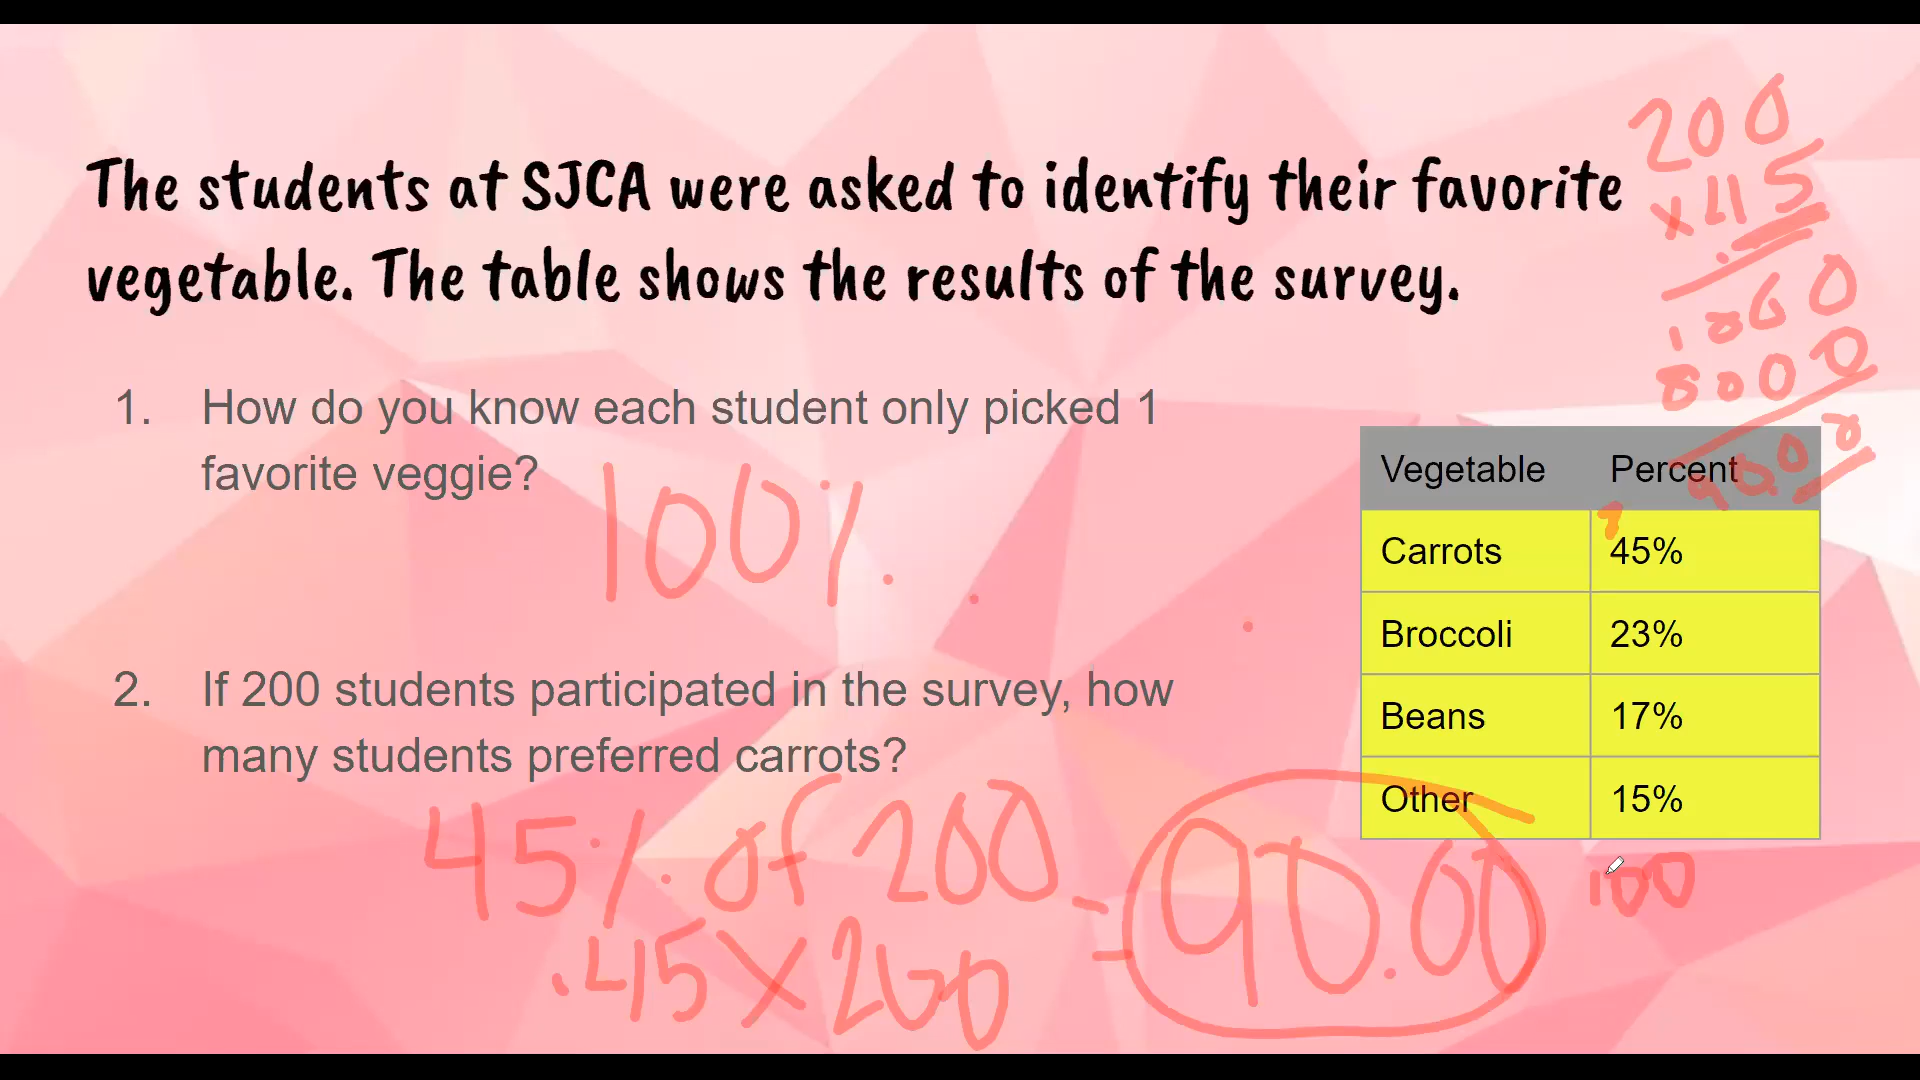 The students at SJCA were asked to identify their favorite
vegetable. The table shows the results of the survey.
200
x .45
1000
8000
90.00
1. How do you know each student only picked 1
favorite veggie?
100%
2. If 200 students participated in the survey, how
many students preferred carrots?
45% of 200
.45 x 200
= 90.00
Vegetable Percent
Carrots 45%
Broccoli 23%
Beans 17%
Other 15%
100